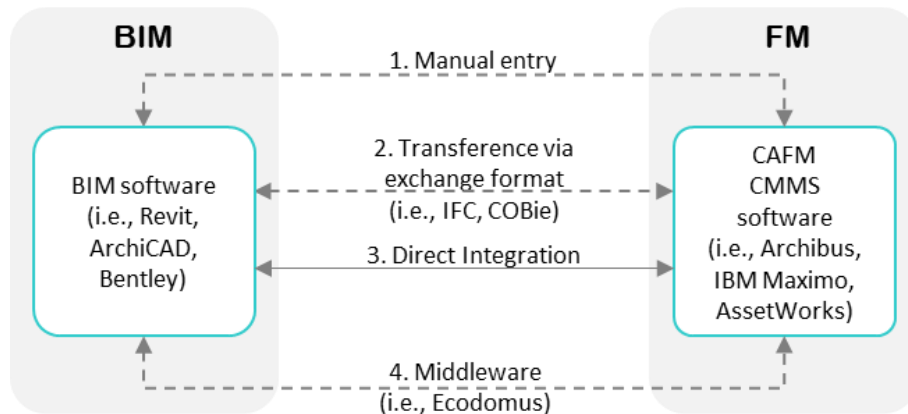 BIM
FM
1. Manual entry
2. Transference via
exchange format
(i.e., IFC, COBie)
3. Direct Integration
4. Middleware
(i.e., Ecodomus)
BIM software
(i.e., Revit,
ArchiCAD,
Bentley)
CAFM
CMMS
software
(i.e., Archibus,
IBM Maximo,
AssetWorks)